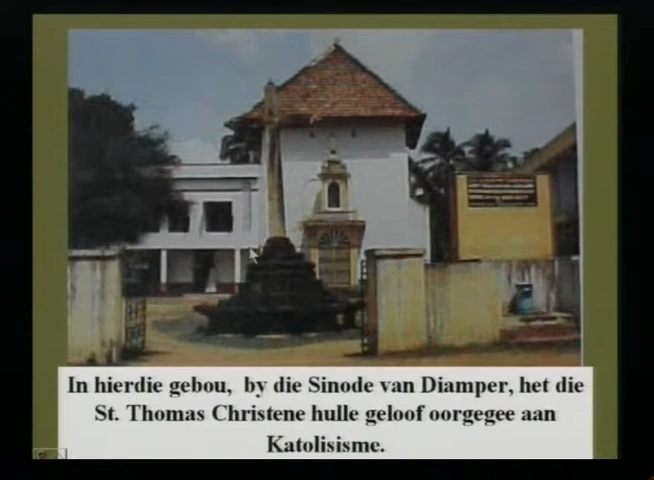 In hierdie gebou, by die Sinode van Diamper, het die
St. Thomas Christene hulle geloof oorgegee aan
Katolisisme.